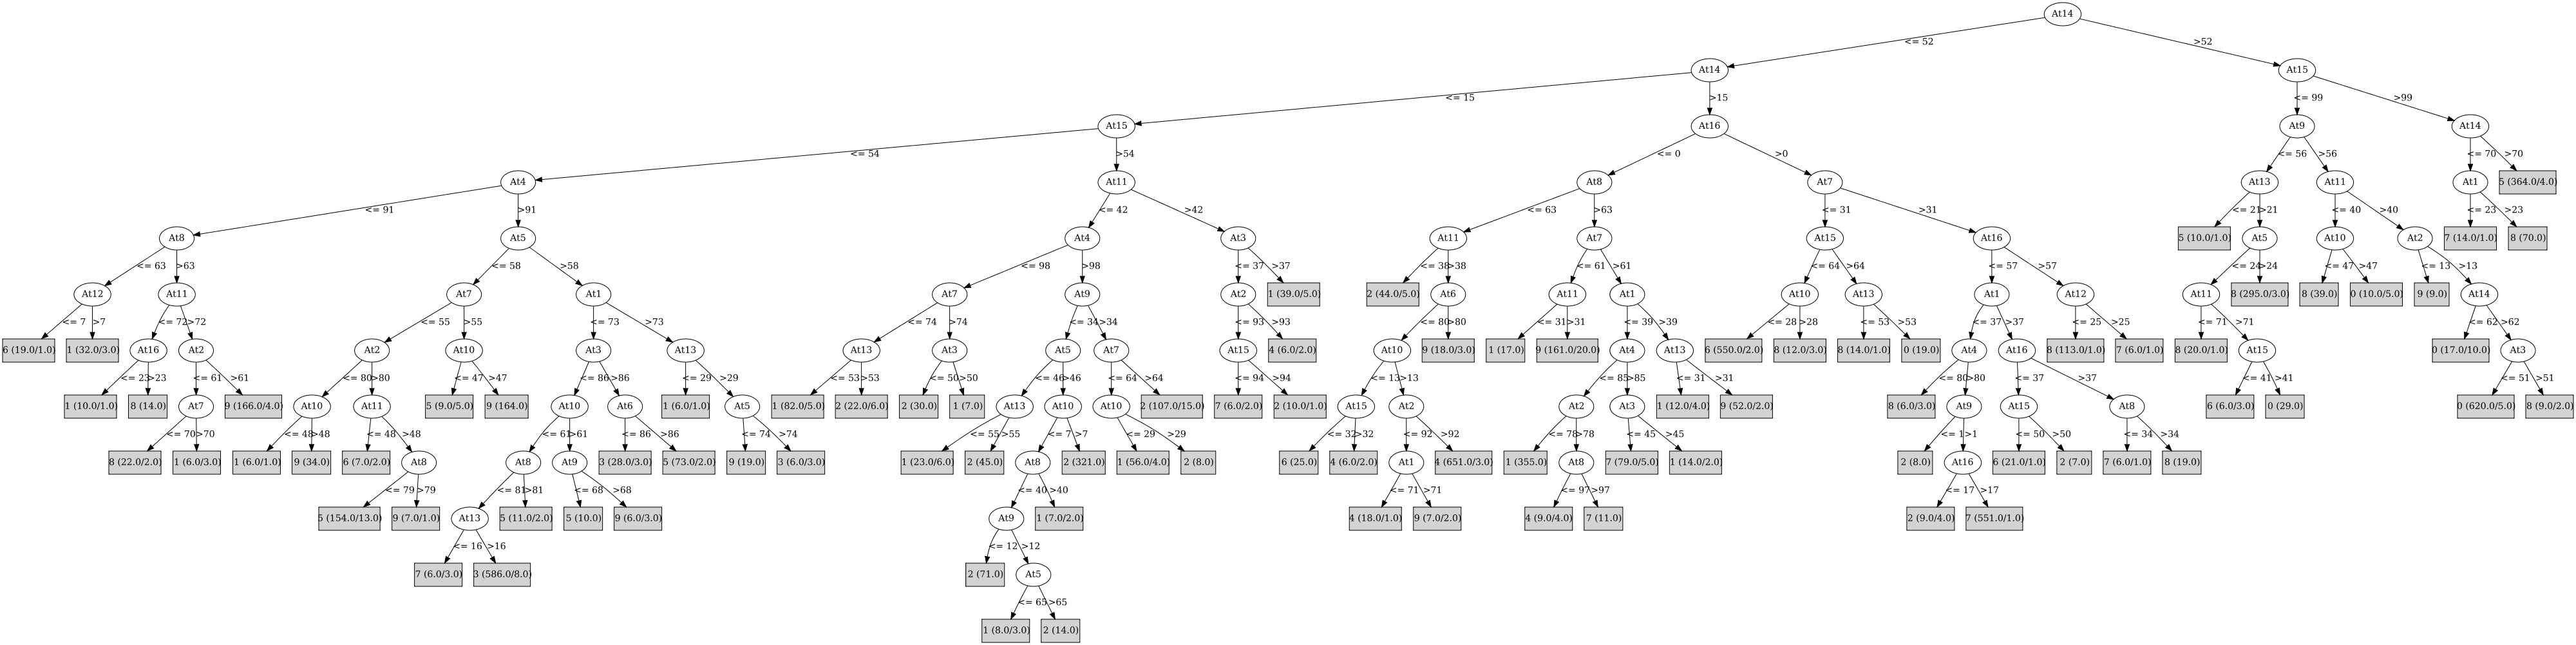 At14
<= 52 >52
At14 At15
<= 15 >15 <= 99 >99
At15 At16 At9 At14
<= 54 >54 <= 0 >0 <= 56 >56 <= 70 >70
At4 At11 At8 At7 At13 At11 At1 5 (364.0/4.0)
<= 91 >91 <= 42 >42 <= 63 >63 <= 31 >31 <= 21 >21 <= 40 >40 <= 23 >23
At8 At5 At4 At3 At11 At7 At15 At16 5 (10.0/1.0) At5 At10 At2 7 (14.0/1.0) 8 (70.0)
<= 63 >63 <= 58 >58 <= 98 >98 <= 37 >37 <= 38 >38 <= 61 >61 <= 64 >64 <= 57 >57 <= 24 >24 <= 47 >47 <= 13 >13
At12 At11 At7 At1 At7 At9 At2 1 (39.0/5.0) 2 (44.0/5.0) At6 At11 At1 At10 At13 At1 At12 At11 8 (295.0/3.0) 8 (39.0) 0 (10.0/5.0) 9 (9.0) At14
<= 7 >7 <= 72 >72 <= 55 >55 <= 73 >73 <= 74 >74 <= 34 >34 <= 93 >93 <= 80 >80 <= 31 >31 <= 39 >39 <= 28 >28 <= 53 >53 <= 37 >37 <= 25 >25 <= 71 >71 <= 62 >62
6 (19.0/1.0) 1 (32.0/3.0) At16 At2 At2 At10 At3 At13 At13 At3 At5 At7 At15 4 (6.0/2.0) At10 9 (18.0/3.0) 1 (17.0) 9 (161.0/20.0) At4 At13 6 (550.0/2.0) 8 (12.0/3.0) 8 (14.0/1.0) 0 (19.0) At4 At16 8 (113.0/1.0) 7 (6.0/1.0) 8 (20.0/1.0) At15 0 (17.0/10.0) At3
<= 23 >23 <= 61 >61 <= 80 >80 <= 47 >47 <= 86 >86 <= 29 >29 <= 53 >53 <= 50 >50 <= 46 >46 <= 64 >64 <= 94 >94 <= 13 >13 <= 85 >85 <= 31 >31 <= 80 >80 <= 37 >37 <= 41 >41 <= 51 >51
1 (10.0/1.0) 8 (14.0) At7 9 (166.0/4.0) At10 At11 5 (9.0/5.0) 9 (164.0) At10 At6 1 (6.0/1.0) At5 1 (82.0/5.0) 2 (22.0/6.0) 2 (30.0) 1 (7.0) At13 At10 At10 2 (107.0/15.0) 7 (6.0/2.0) 2 (10.0/1.0) At15 At2 At2 At3 1 (12.0/4.0) 9 (52.0/2.0) 8 (6.0/3.0) At9 At15 At8 6 (6.0/3.0) 0 (29.0) 0 (620.0/5.0) 8 (9.0/2.0)
<= 70 >70 <= 48 >48 <= 48 >48 <= 61 >61 <= 86 >86 <= 74 >74 <= 55 >55 <= 7 >7 <= 29 >29 <= 32 >32 <= 92 >92 <= 78 >78 <= 45 >45 <= 1 >1 <= 50 >50 <= 34 >34
8 (22.0/2.0) 1 (6.0/3.0) 1 (6.0/1.0) 9 (34.0) 6 (7.0/2.0) At8 At8 At9 3 (28.0/3.0) 5 (73.0/2.0) 9 (19.0) 3 (6.0/3.0) 1 (23.0/6.0) 2 (45.0) At8 2 (321.0) 1 (56.0/4.0) 2 (8.0) 6 (25.0) 4 (6.0/2.0) At1 4 (651.0/3.0) 1 (355.0) At8 7 (79.0/5.0) 1 (14.0/2.0) 2 (8.0) At16 6 (21.0/1.0) 2 (7.0) 7 (6.0/1.0) 8 (19.0)
<= 79 >79 <= 81 >81 <= 68 >68 <= 40 >40 <= 71 >71 <= 97 >97 <= 17 >17
5 (154.0/13.0) 9 (7.0/1.0) At13 5 (11.0/2.0) 5 (10.0) 9 (6.0/3.0) At9 1 (7.0/2.0) 4 (18.0/1.0) 9 (7.0/2.0) 4 (9.0/4.0) 7 (11.0) 2 (9.0/4.0) 7 (551.0/1.0)
<= 16 >16 <= 12 >12
7 (6.0/3.0) 3 (586.0/8.0) 2 (71.0) At5
<= 65 >65
1 (8.0/3.0) 2 (14.0)